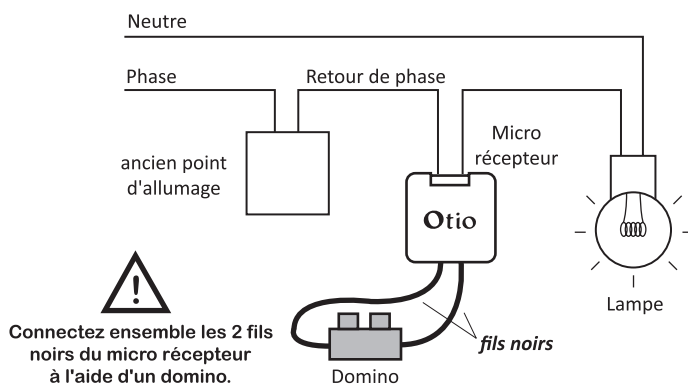 Neutre
Phase
Retour de phase
ancien point
d'allumage
Micro
récepteur
Otio
Lampe
Connectez ensemble les 2 fils
noirs du micro récepteur
à l'aide d'un domino.
fils noirs
Domino